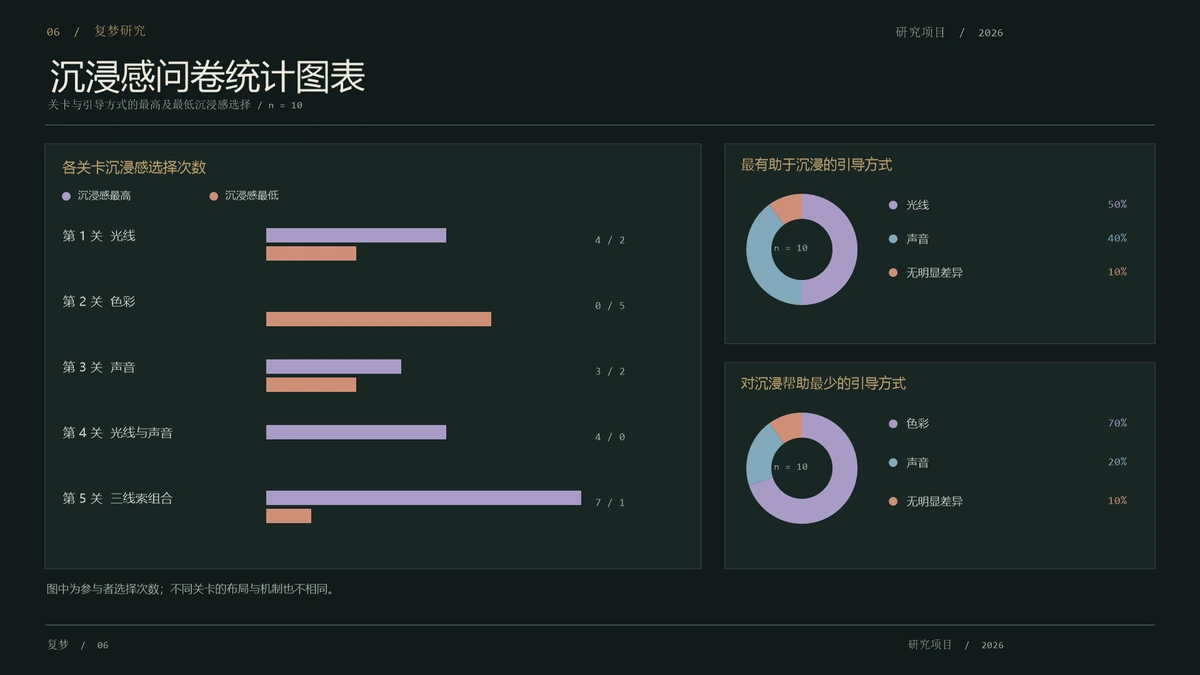 06 / 复梦研究
研究项目 / 2026
沉浸感问卷统计图表
关卡与引导方式的最高及最低沉浸感选择 / n = 10
各关卡沉浸感选择次数
沉浸感最高
沉浸感最低
第 1 关 光线
4 / 2
第 2 关 色彩
0 / 5
第 3 关 声音
3 / 2
第 4 关 光线与声音
4 / 0
第 5 关 三线索组合
7 / 1
最有助于沉浸的引导方式
n = 10
光线 50%
声音 40%
无明显差异 10%
对沉浸帮助最少的引导方式
n = 10
色彩 70%
声音 20%
无明显差异 10%
图中为参与者选择次数；不同关卡的布局与机制也不相同。
复梦 / 06
研究项目 / 2026